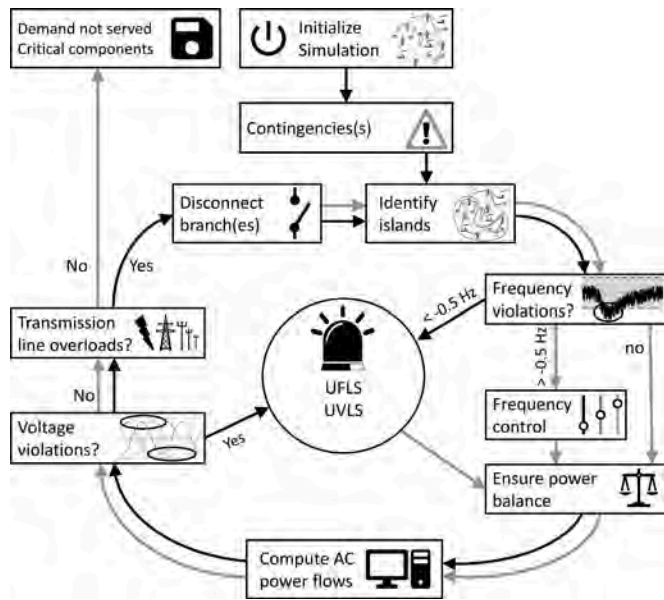 Demand not served
Critical components
Initialize
Simulation
Contingencies(s)
Disconnect
branch(es)
Identify
islands
No
Yes
Frequency
violations?
< -0.5 Hz
Transmission
line overloads?
UFLS
UVLS
> -0.5 Hz
no
No
Frequency
control
Voltage
violations?
Yes
Ensure power
balance
Compute AC
power flows